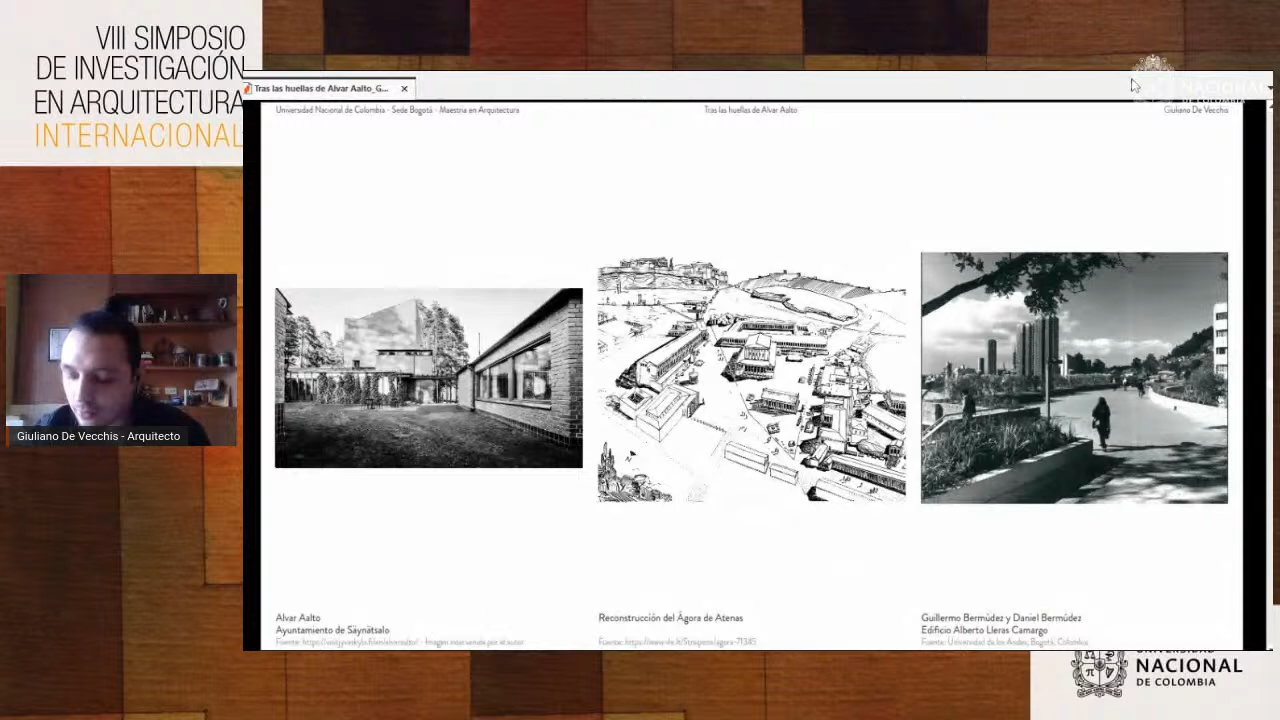 VIII SIMPOSIO
DE INVESTIGACIÓN
EN ARQUITECTURA
INTERNACIONAL
Tras las huellas de Alvar Aalto_G...
Universidad Nacional de Colombia - Sede Bogotá - Maestría en Arquitectura
Tras las huellas de Alvar Aalto
Giuliano De Vecchis
Giuliano De Vecchis - Arquitecto
Alvar Aalto
Ayuntamiento de Säynätsalo
Reconstrucción del Ágora de Atenas
Fuente:
Guillermo Bermúdez y Daniel Bermúdez
Edificio Alberto Lleras Camargo
Fuente: Universidad de los Andes, Bogotá, Colombia
NACIONAL
DE COLOMBIA